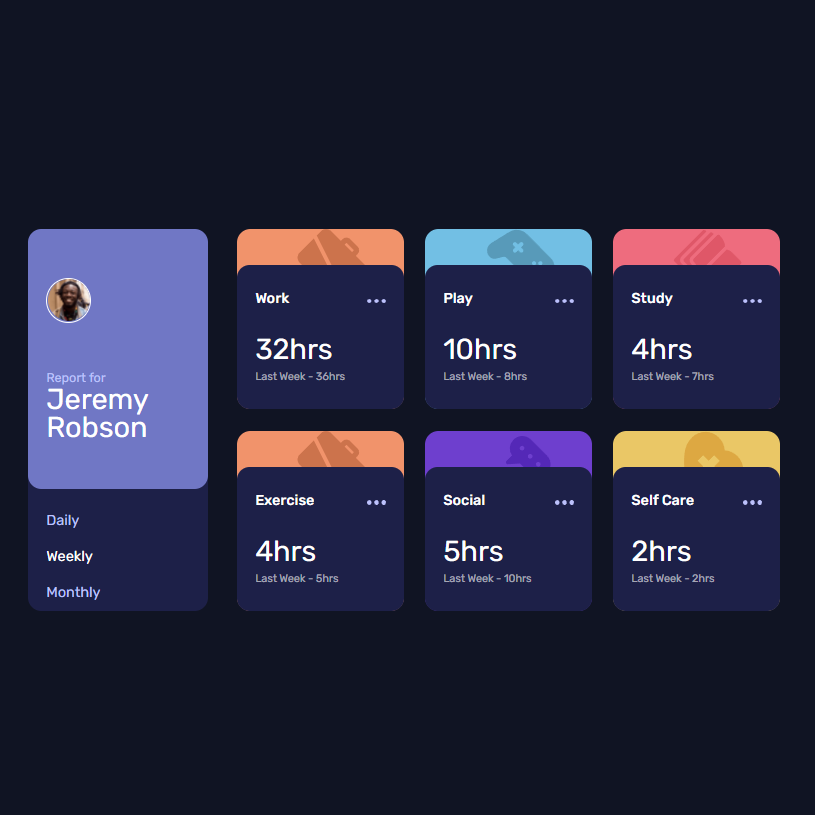 Report for
Jeremy
Robson
Daily
Weekly
Monthly
Work
32hrs
Last Week - 36hrs
Play
10hrs
Last Week - 8hrs
Study
4hrs
Last Week - 7hrs
Exercise
4hrs
Last Week - 5hrs
Social
5hrs
Last Week - 10hrs
Self Care
2hrs
Last Week - 2hrs